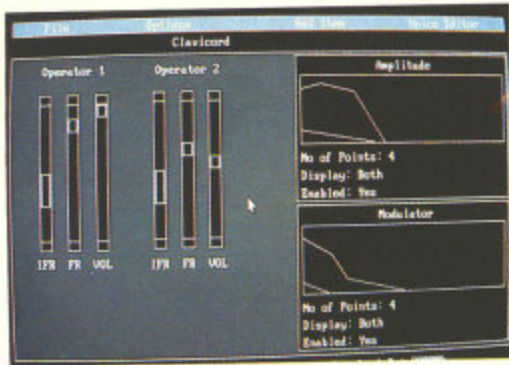 File Options Add Item Voice Editor
Clavicord
Operator 1 Operator 2
IFR FR VOL IFR FR VOL
Amplitude
No of Points: 4
Display: Both
Enabled: Yes
Modulator
No of Points: 4
Display: Both
Enabled: Yes